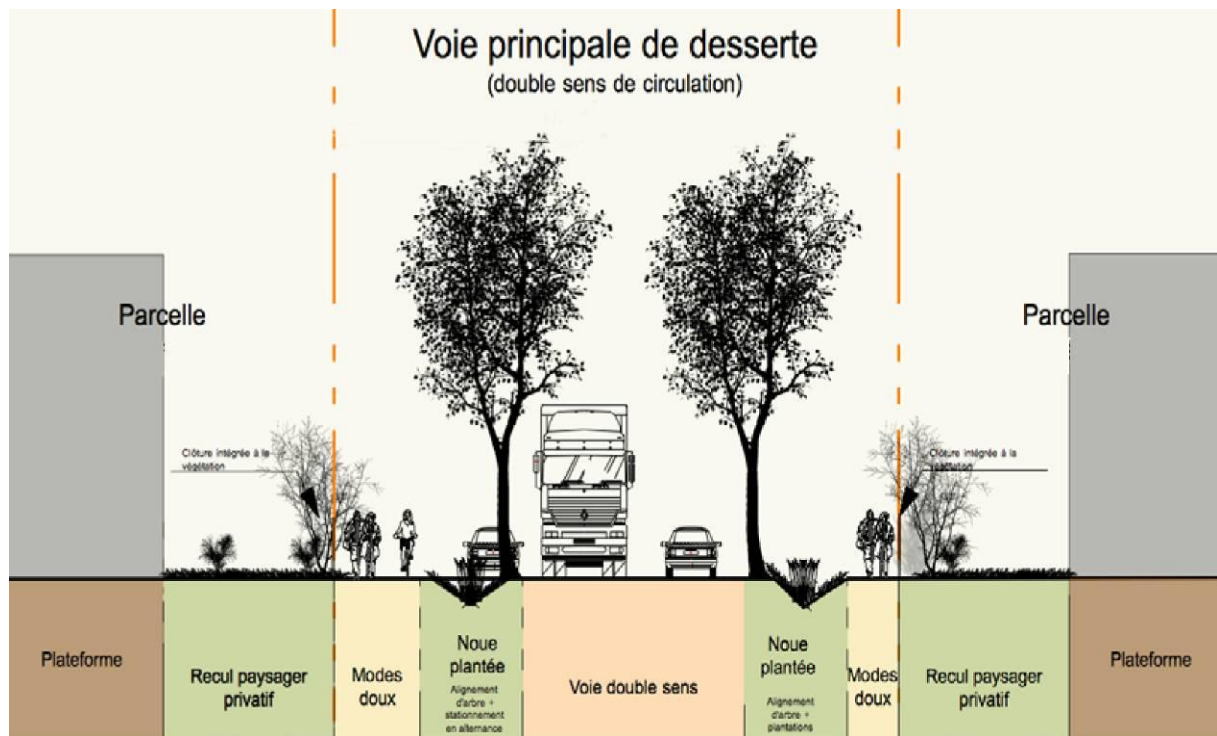 Voie principale de desserte
(double sens de circulation)
Parcelle
Parcelle
Clôture intégrée à la
végétation
Clôture intégrée à la
végétation
Plateforme
Recul paysager
privatif
Modes
doux
Noue
plantée
Alignement
d'arbre +
stationnement
en alternance
Voie double sens
Noue
plantée
Alignement
d'arbre +
plantations
Modes
doux
Recul paysager
privatif
Plateforme